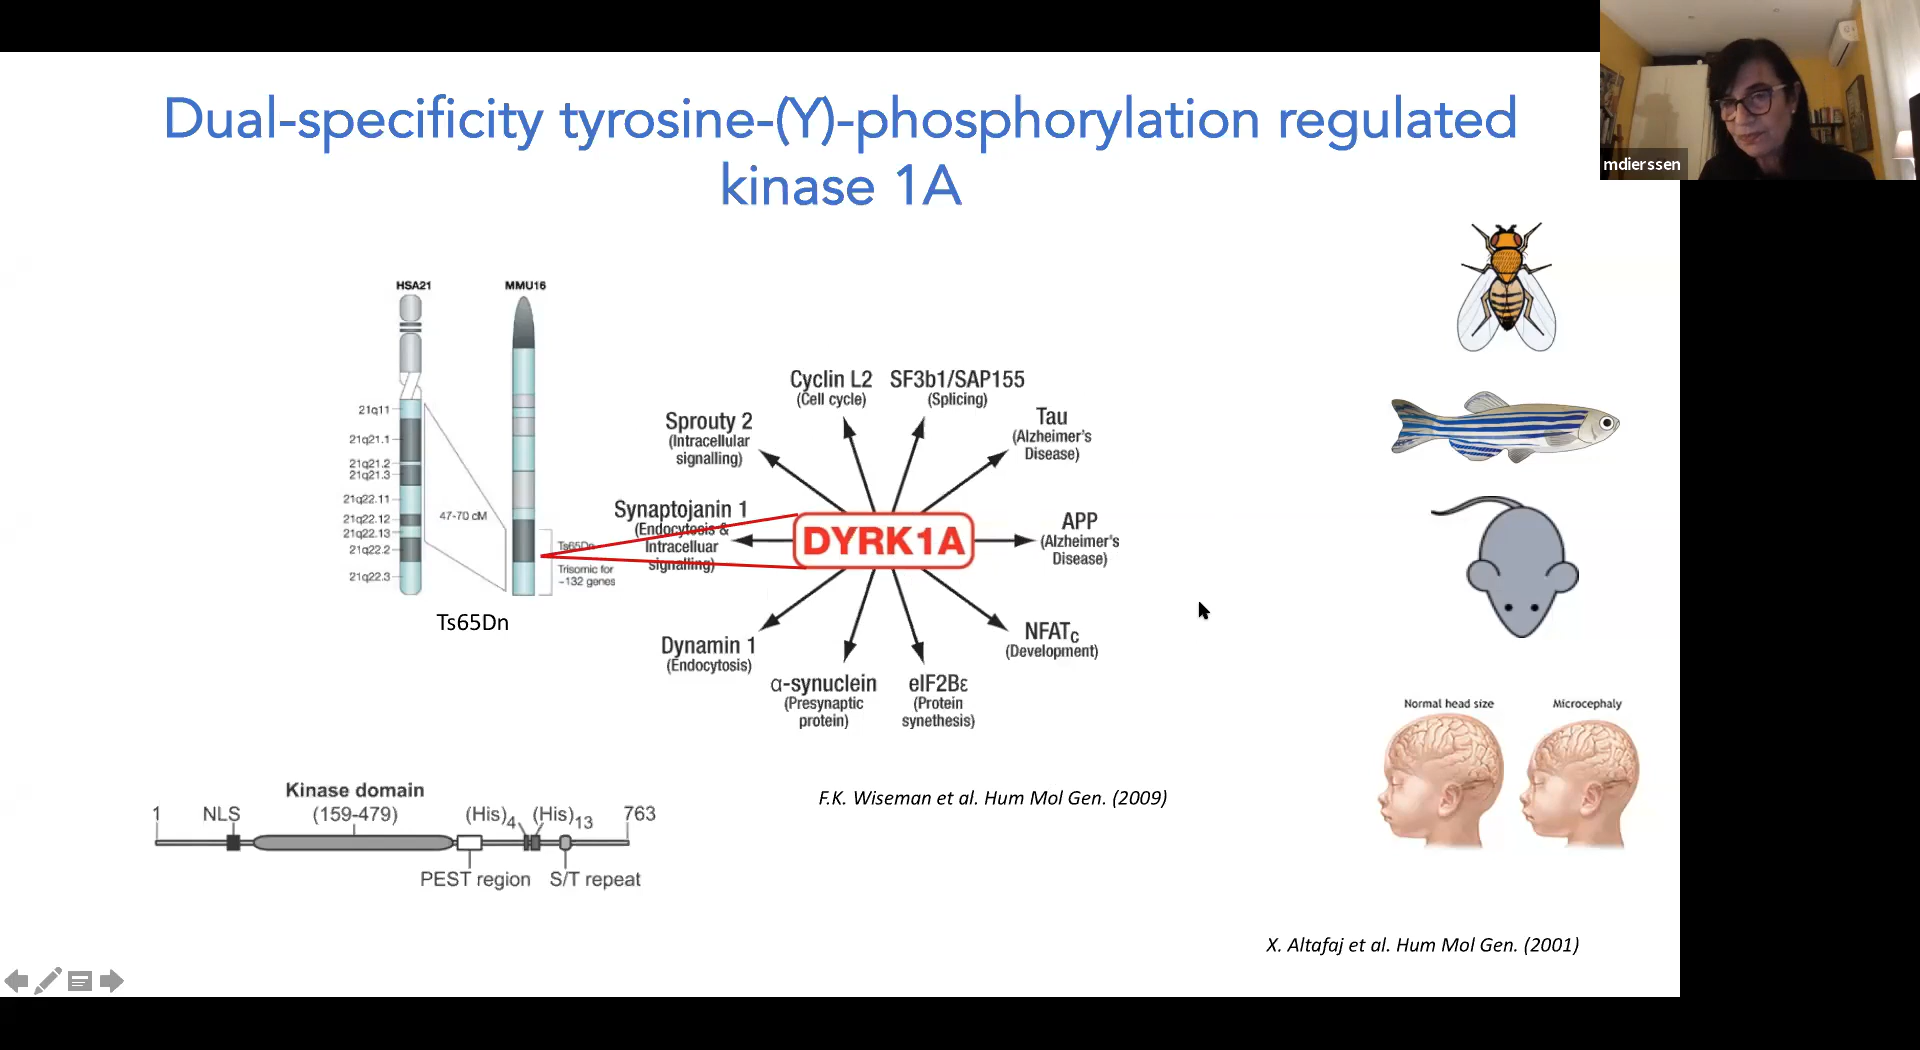 Dual-specificity tyrosine-(Y)-phosphorylation regulated
kinase 1A
mdierssen
HSA21
MMU16
21q11
21q21.1
21q21.2
21q21.3
21q22.11
21q22.12
21q22.13
21q22.2
21q22.3
47-70 cM
Ts65Dn
Trisomic for
~132 genes
Ts65Dn
Cyclin L2
(Cell cycle)
SF3b1/SAP155
(Splicing)
Sprouty 2
(Intracellular
signalling)
Tau
(Alzheimer's
Disease)
Synaptojanin 1
(Endocytosis &
Intracelluar
signalling)
DYRK1A
APP
(Alzheimer's
Disease)
Dynamin 1
(Endocytosis)
NFATc
(Development)
α-synuclein
(Presynaptic
protein)
eIF2Bε
(Protein
synethesis)
Normal head size
Microcephaly
F.K. Wiseman et al. Hum Mol Gen. (2009)
Kinase domain
1
NLS
(159-479)
(His)4
(His)13
763
PEST region
S/T repeat
X. Altafaj et al. Hum Mol Gen. (2001)